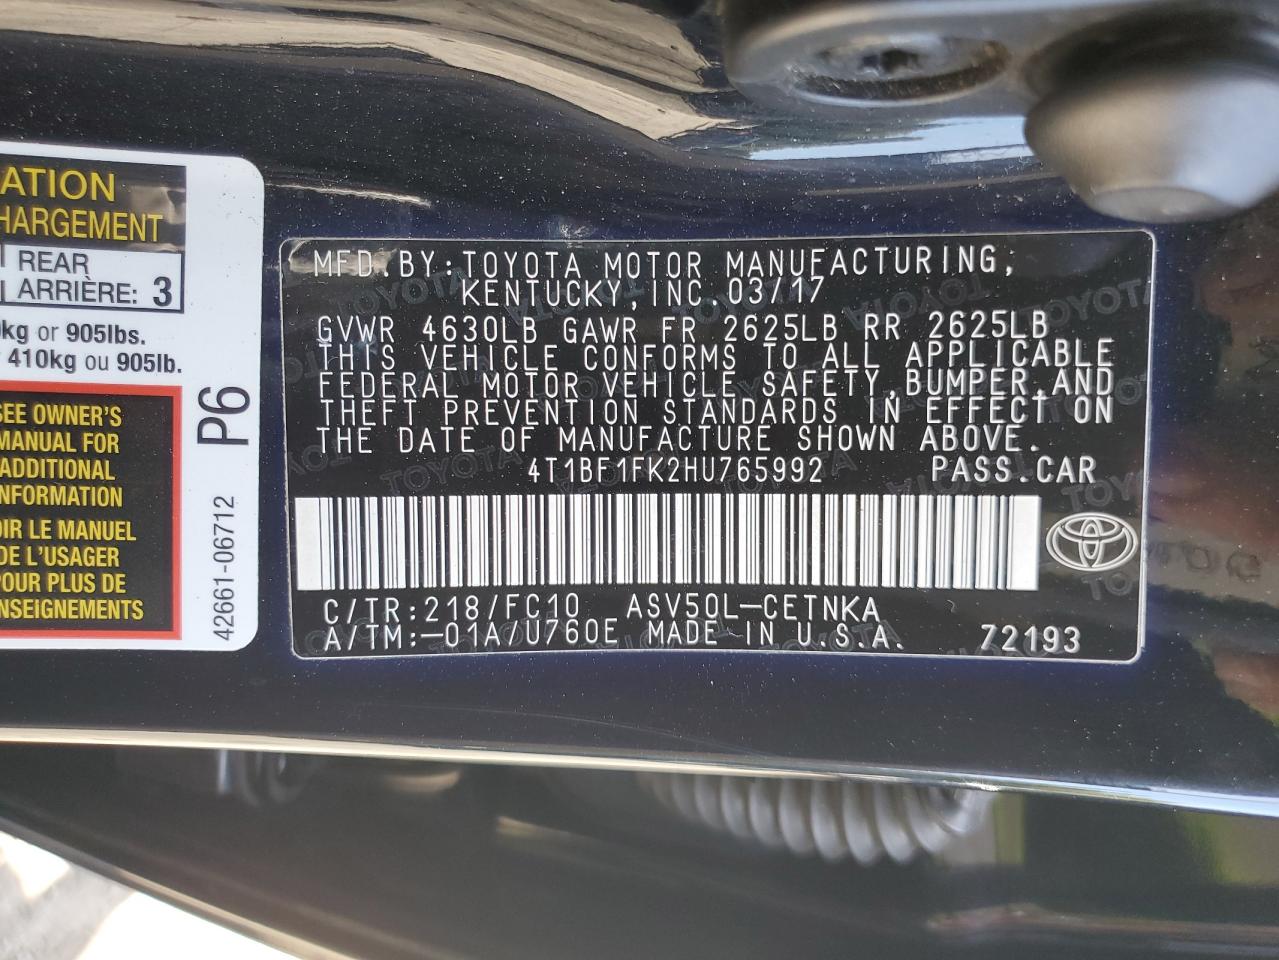 ATION
HARGEMENT
REAR
ARRIÈRE: 3
kg or 905lbs.
410kg ou 905lb.
SEE OWNER'S
MANUAL FOR
ADDITIONAL
NFORMATION
OIR LE MANUEL
DE L'USAGER
POUR PLUS DE
NSEIGNEMENTS
P6
42661-06712
MFD.BY:TOYOTA MOTOR MANUFACTURING,
KENTUCKY,INC.03/17
GVWR 4630LB GAWR FR 2625LB RR 2625LB
THIS VEHICLE CONFORMS TO ALL APPLICABLE
FEDERAL MOTOR VEHICLE SAFETY,BUMPER,AND
THEFT PREVENTION STANDARDS IN EFFECT ON
THE DATE OF MANUFACTURE SHOWN ABOVE.
4T1BF1FK2HU765992 PASS.CAR
C/TR:218/FC10 ASV50L-CETNKA
A/TM:-01A/U760E MADE IN U.S.A. 72193